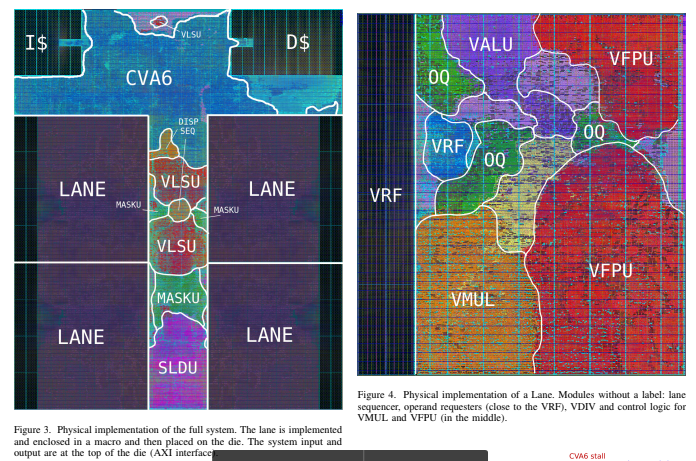 I$
VLSU
D$
CVA6
DISP
SEQ
LANE
VLSU
LANE
MASKU
MASKU
VLSU
MASKU
LANE
LANE
SLDU
Figure 3. Physical implementation of the full system. The lane is implemented
and enclosed in a macro and then placed on the die. The system input and
output are at the top of the die (AXI interface).
VALU
VFPU
OQ
OQ
VRF
OQ
VRF
VFPU
VMUL
Figure 4. Physical implementation of a Lane. Modules without a label: lane
sequencer, operand requesters (close to the VRF), VDIV and control logic for
VMUL and VFPU (in the middle).
CVA6 stall